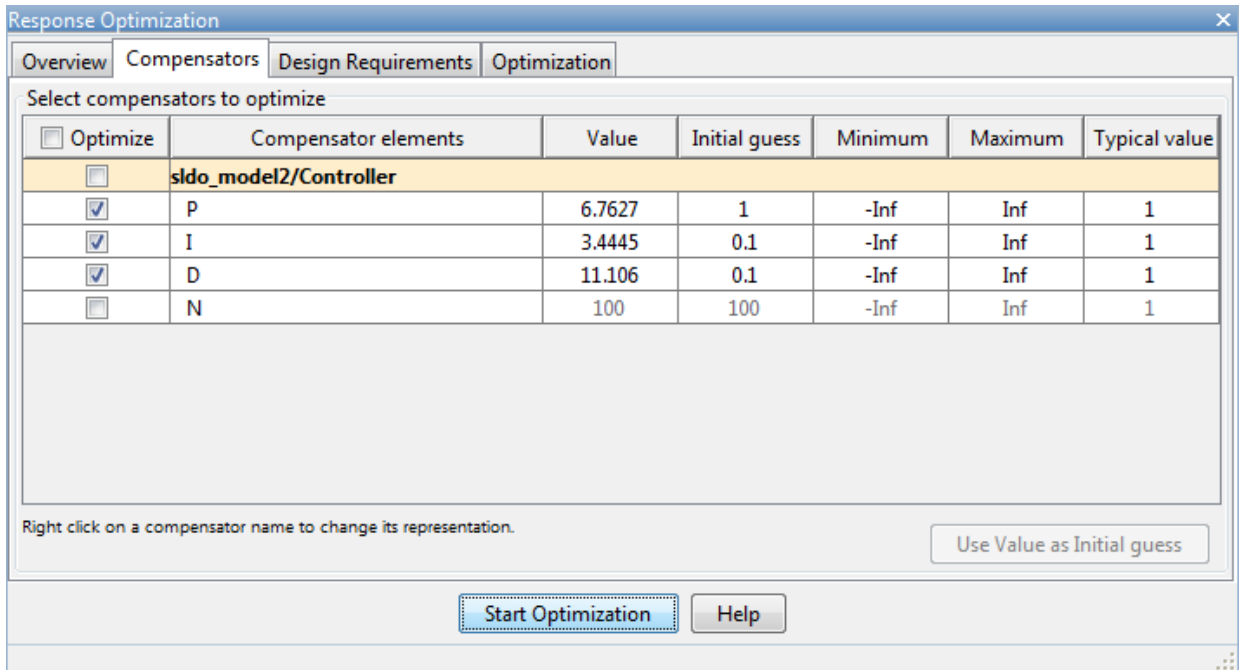 Response Optimization
Overview Compensators Design Requirements Optimization
Select compensators to optimize
Optimize Compensator elements Value Initial guess Minimum Maximum Typical value
sldo_model2/Controller
P 6.7627 1 -Inf Inf 1
I 3.4445 0.1 -Inf Inf 1
D 11.106 0.1 -Inf Inf 1
N 100 100 -Inf Inf 1
Right click on a compensator name to change its representation.
Use Value as Initial guess
Start Optimization Help